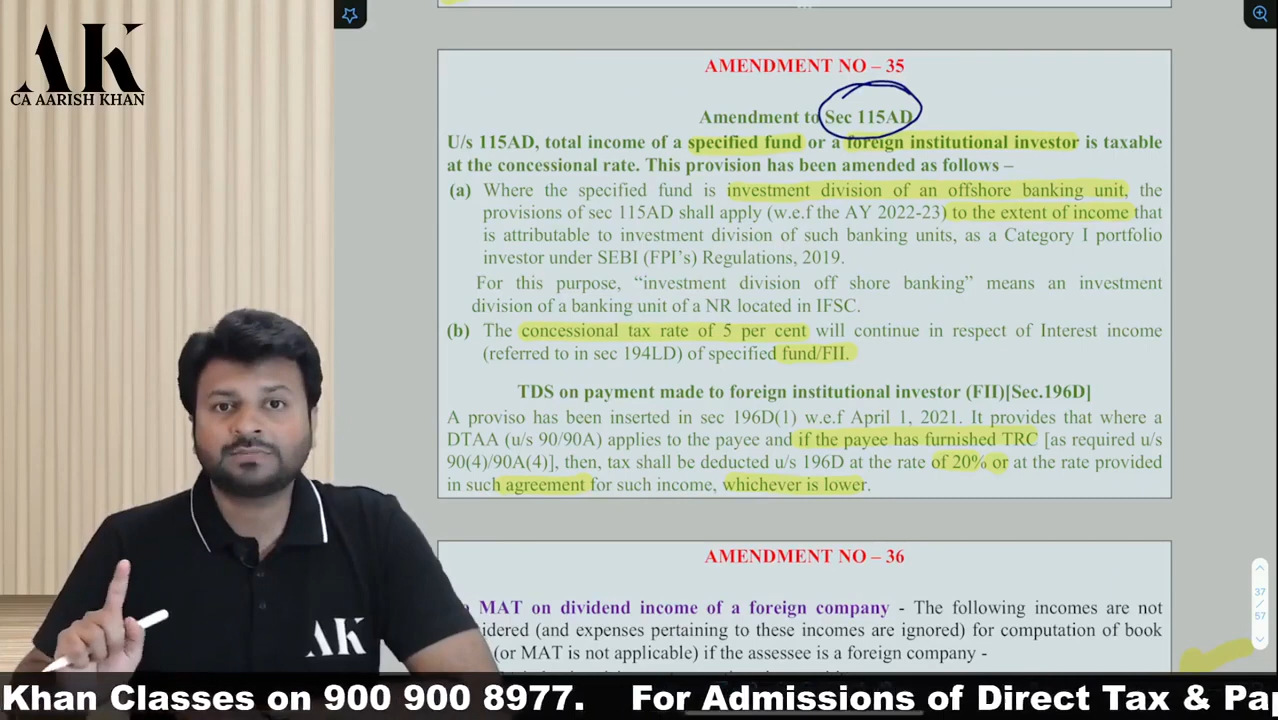 AK
CA AARISH KHAN
AMENDMENT NO – 35
Amendment to Sec 115AD
U/s 115AD, total income of a specified fund or a foreign institutional investor is taxable
at the concessional rate. This provision has been amended as follows –
(a) Where the specified fund is investment division of an offshore banking unit, the
provisions of sec 115AD shall apply (w.e.f the AY 2022-23) to the extent of income that
is attributable to investment division of such banking units, as a Category I portfolio
investor under SEBI (FPI's) Regulations, 2019.
For this purpose, “investment division off shore banking” means an investment
division of a banking unit of a NR located in IFSC.
(b) The concessional tax rate of 5 per cent will continue in respect of Interest income
(referred to in sec 194LD) of specified fund/FII.
TDS on payment made to foreign institutional investor (FII)[Sec.196D]
A proviso has been inserted in sec 196D(1) w.e.f April 1, 2021. It provides that where a
DTAA (u/s 90/90A) applies to the payee and if the payee has furnished TRC [as required u/s
90(4)/90A(4)], then, tax shall be deducted u/s 196D at the rate of 20% or at the rate provided
in such agreement for such income, whichever is lower.
37
/
57
AMENDMENT NO – 36
MAT on dividend income of a foreign company - The following incomes are not
idered (and expenses pertaining to these incomes are ignored) for computation of book
(or MAT is not applicable) if the assessee is a foreign company -
AK
Khan Classes on 900 900 8977. For Admissions of Direct Tax & Pap